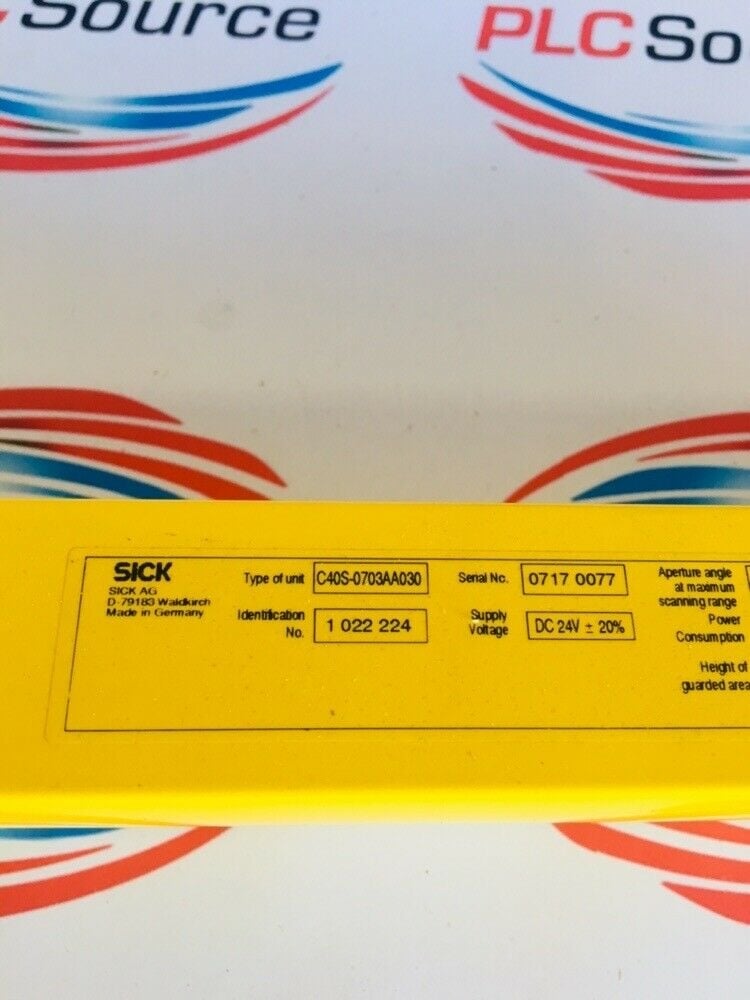 Source
PLC Sou
SICK
SICK AG
D-79183 Waldkirch
Made in Germany
Type of unit C40S-0703AA030
Identification No. 1 022 224
Serial No. 0717 0077
Supply Voltage DC 24V ± 20%
Aperture angle
at maximum
scanning range
Power
Consumption
Height of
guarded area